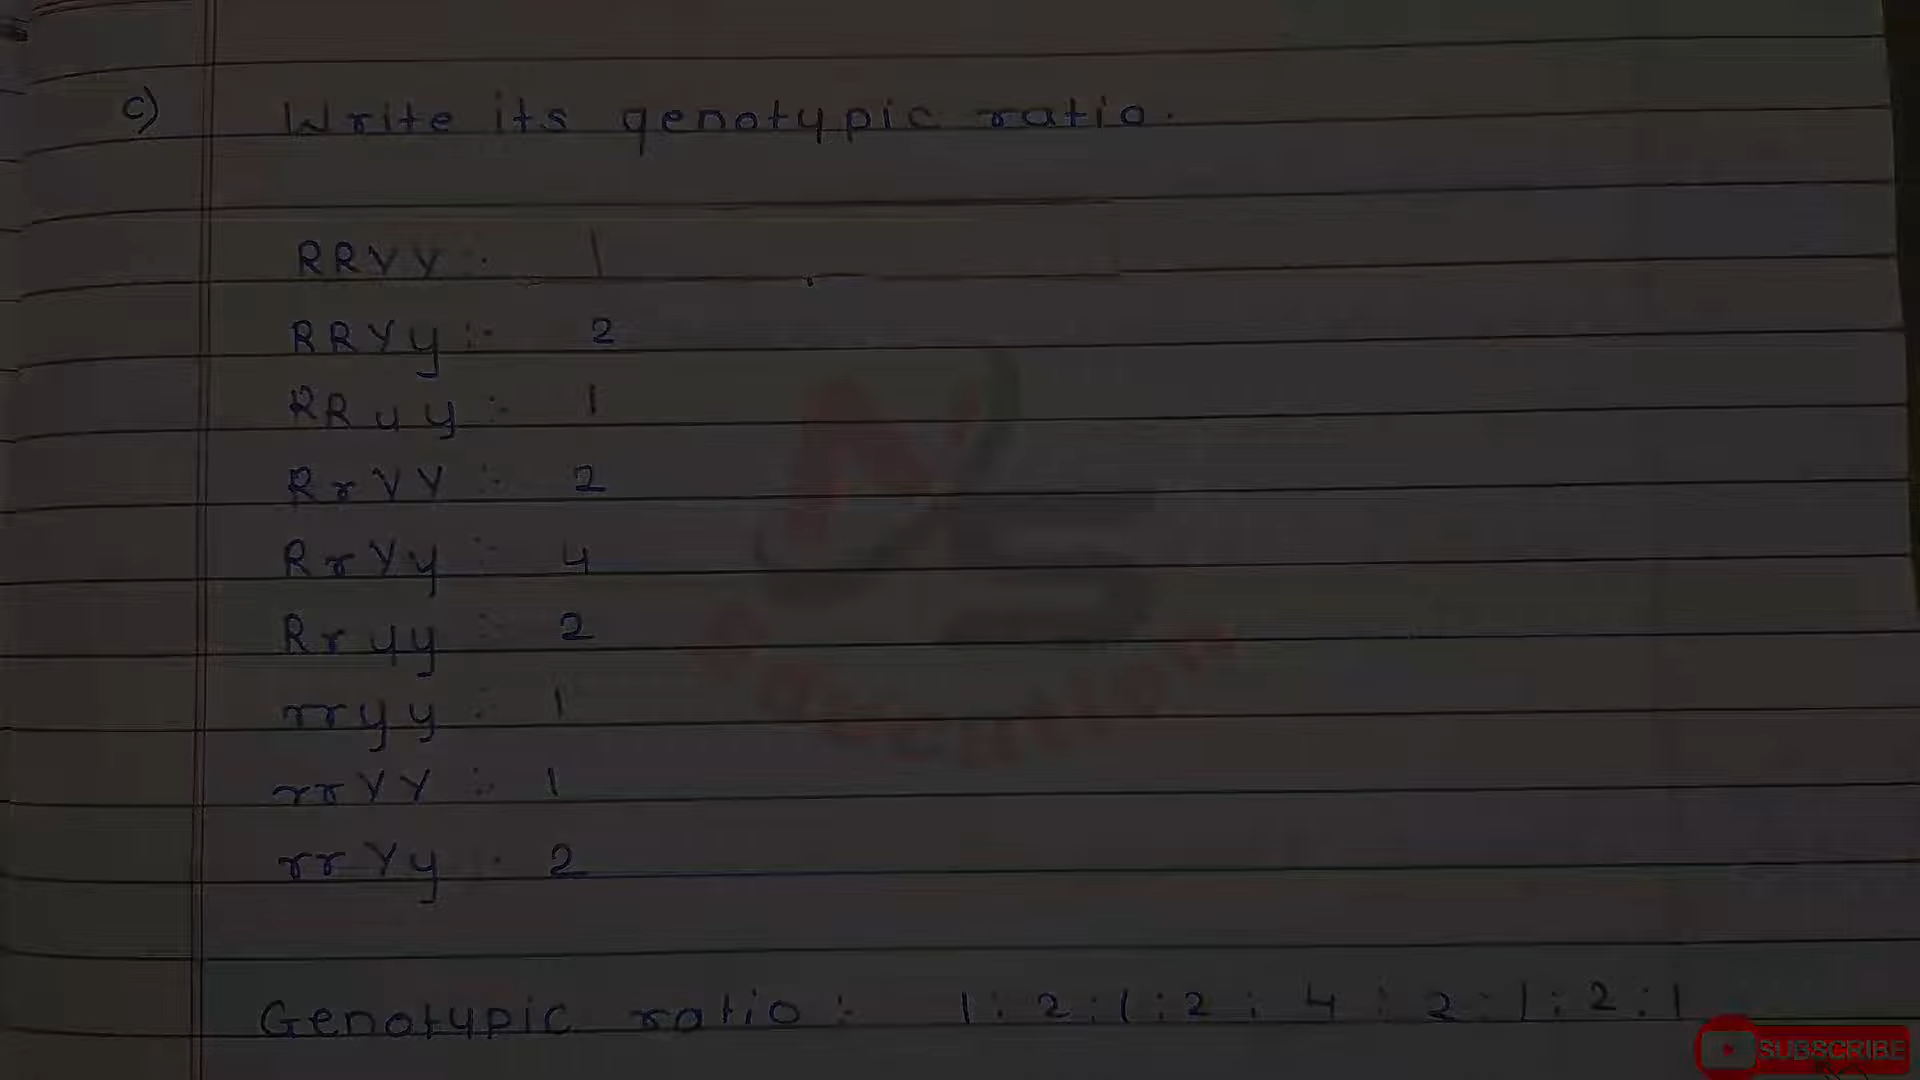 c) Write its genotypic ratio.
RRYY :- 1
RRYy :- 2
RRyy :- 1
RrYY :- 2
RrYy :- 4
Rryy :- 2
rryy :- 1
rrYY :- 1
rrYy :- 2
Genotypic ratio :- 1 : 2 : 1 : 2 : 4 : 2 : 1 : 2 : 1
Education
SUBSCRIBE